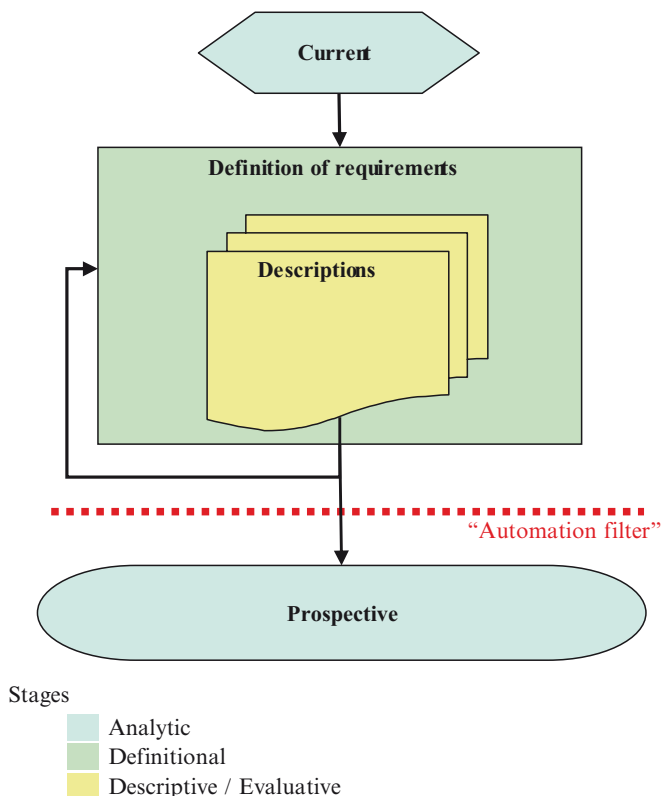 Current
Definition of requirements
Descriptions
“Automation filter”
Prospective
Stages
Analytic
Definitional
Descriptive / Evaluative